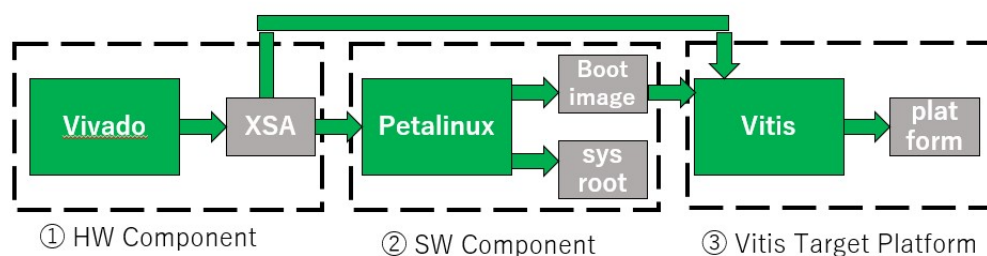 Vivado
XSA
Petalinux
Boot
image
sys
root
Vitis
plat
form
① HW Component
② SW Component
③ Vitis Target Platform